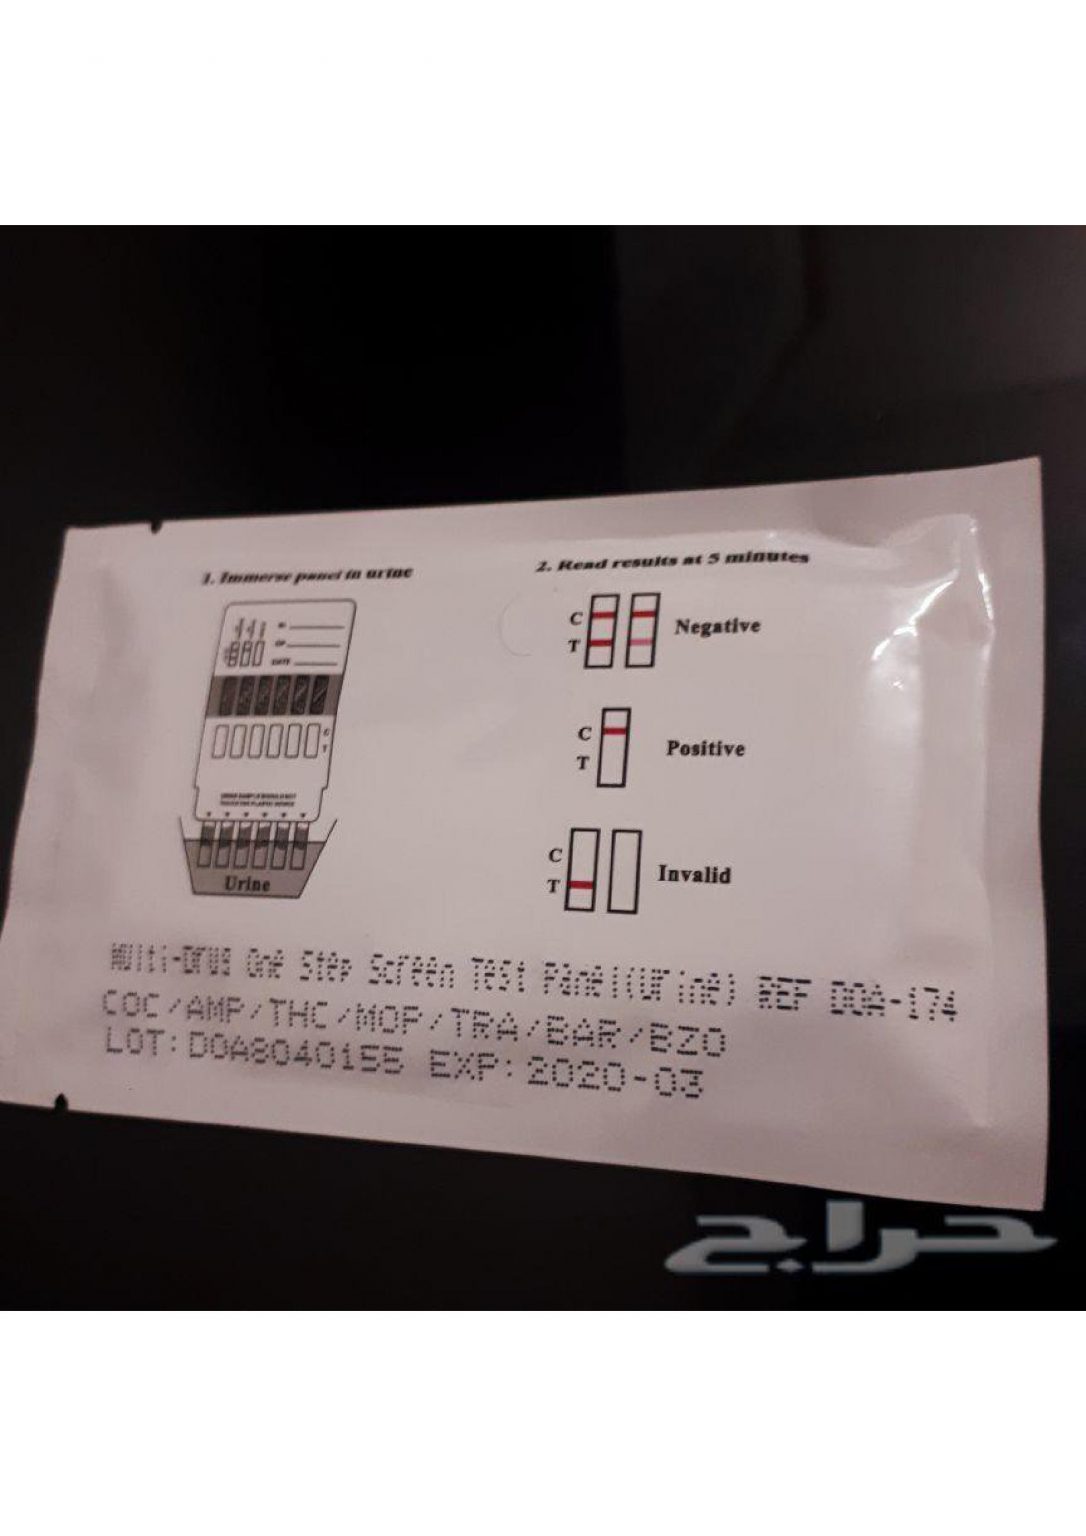 1. Immerse panel in urine
2. Read results at 5 minutes
C
T
Negative
C
T
Positive
C
T
Invalid
ID
DATE
C
T
Urine
Multi-Drug One Step Screen Test Panel(Urine) REF DOA-174
COC/AMP/THC/MOP/TRA/BAR/BZO
LOT: DOA8040155 EXP: 2020-03
حراج